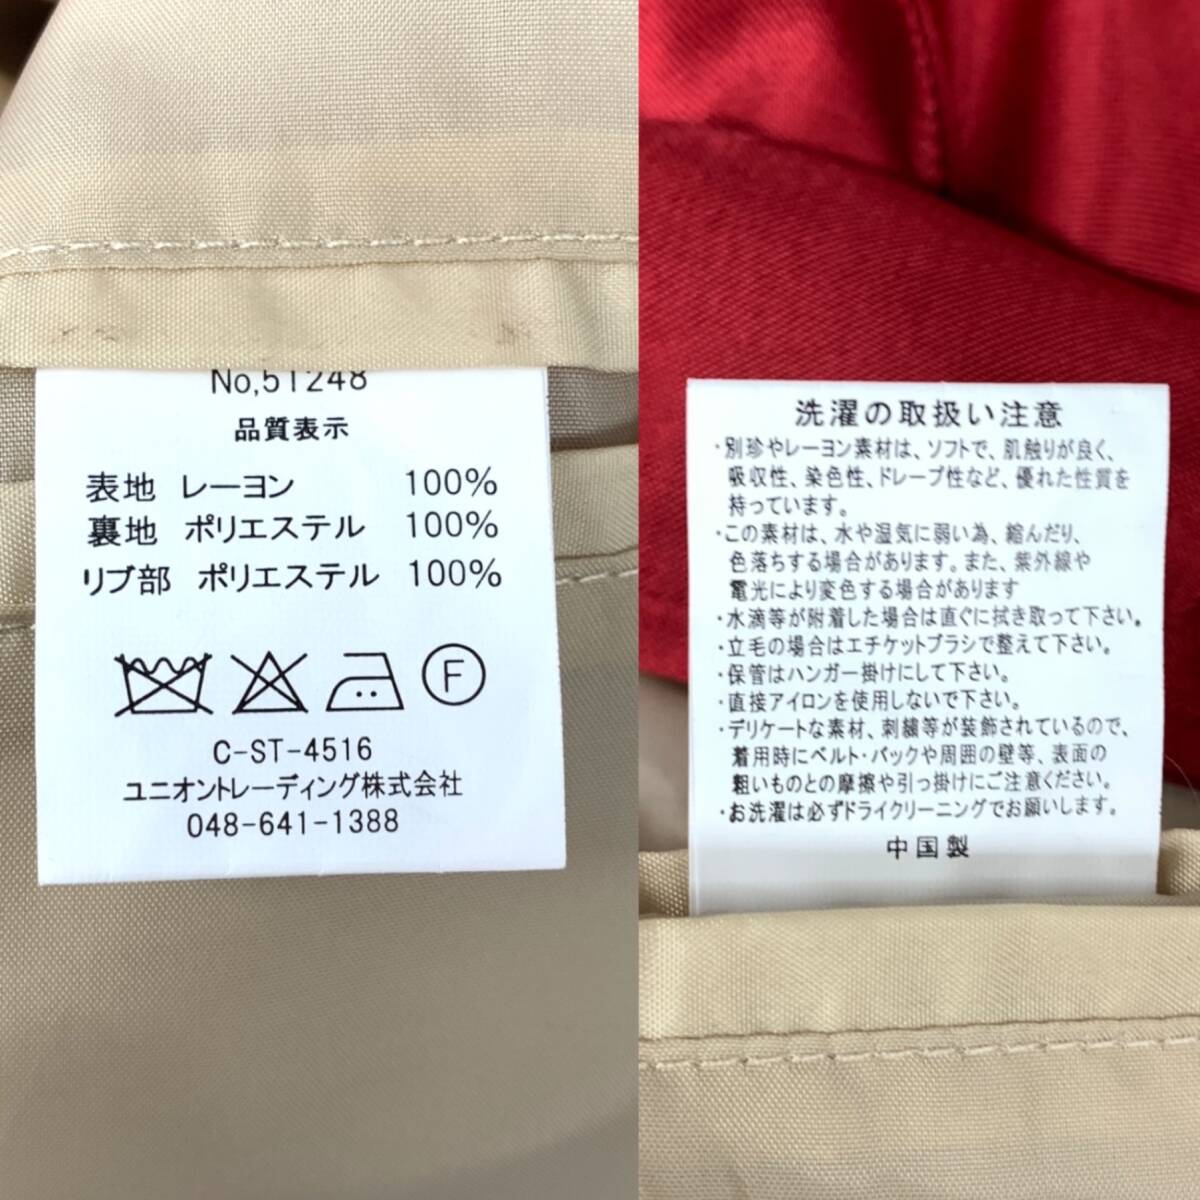 No,51248
品質表示
表地 レーヨン 100%
裏地 ポリエステル 100%
リブ部 ポリエステル 100%
F
C-ST-4516
ユニオントレーディング株式会社
048-641-1388
洗濯の取扱い注意
・別珍やレーヨン素材は、ソフトで、肌触りが良く、
吸収性、染色性、ドレープ性など、優れた性質を
持っています。
・この素材は、水や湿気に弱い為、縮んだり、
色落ちする場合があります。また、紫外線や
電光により変色する場合があります
・水滴等が附着した場合は直ぐに拭き取って下さい。
・立毛の場合はエチケットブラシで整えて下さい。
・保管はハンガー掛けにして下さい。
・直接アイロンを使用しないで下さい。
・デリケートな素材、刺繍等が装飾されているので、
着用時にベルト・バックや周囲の壁等、表面の
粗いものとの摩擦や引っ掛けにご注意ください。
・お洗濯は必ずドライクリーニングでお願いします。
中国製